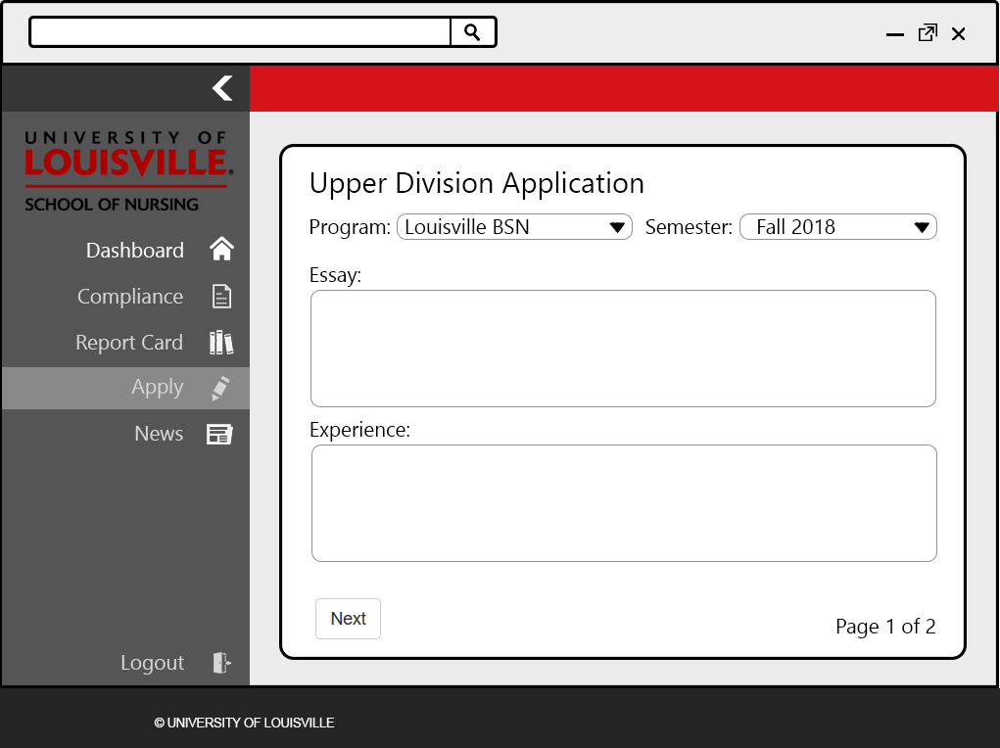 UNIVERSITY OF
LOUISVILLE.
SCHOOL OF NURSING
Dashboard
Compliance
Report Card
Apply
News
Logout
Upper Division Application
Program: Louisville BSN Semester: Fall 2018
Essay:
Experience:
Next
Page 1 of 2
© UNIVERSITY OF LOUISVILLE